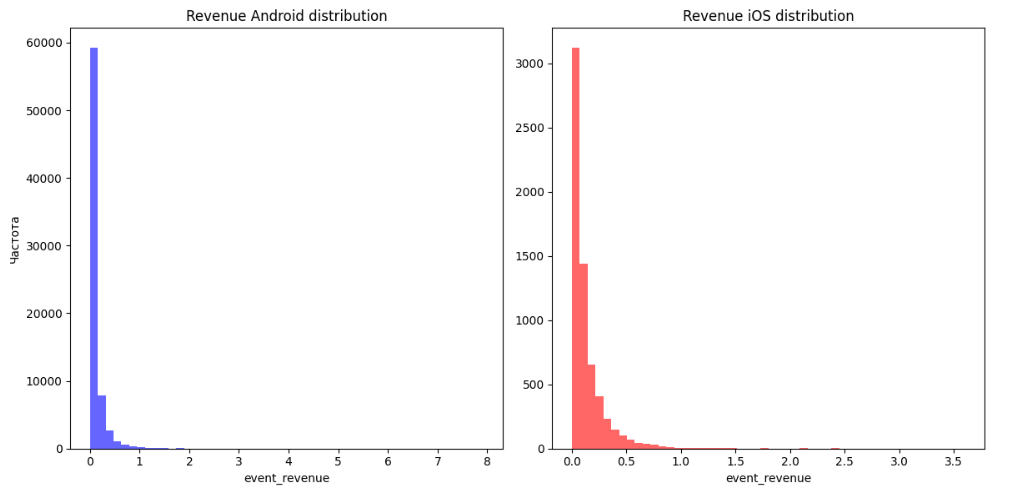 Revenue Android distribution
Частота
60000
50000
40000
30000
20000
10000
0
0 1 2 3 4 5 6 7 8
event_revenue
Revenue iOS distribution
3000
2500
2000
1500
1000
500
0
0.0 0.5 1.0 1.5 2.0 2.5 3.0 3.5
event_revenue